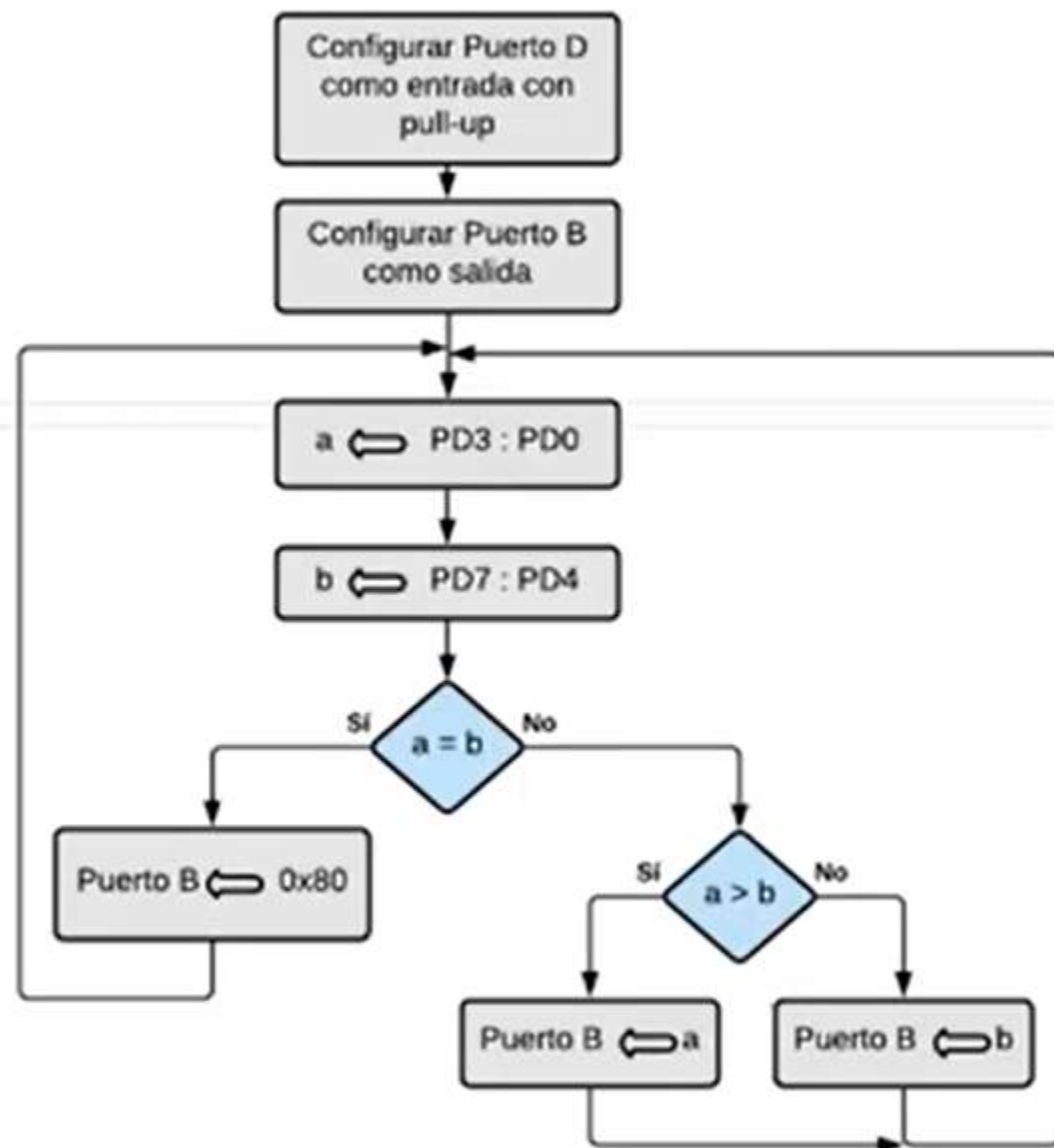 Configurar Puerto D
como entrada con
pull-up
Configurar Puerto B
como salida
a ⇐ PD3 : PD0
b ⇐ PD7 : PD4
Sí
a = b
No
Puerto B ⇐ 0x80
Sí
a > b
No
Puerto B ⇐ a
Puerto B ⇐ b